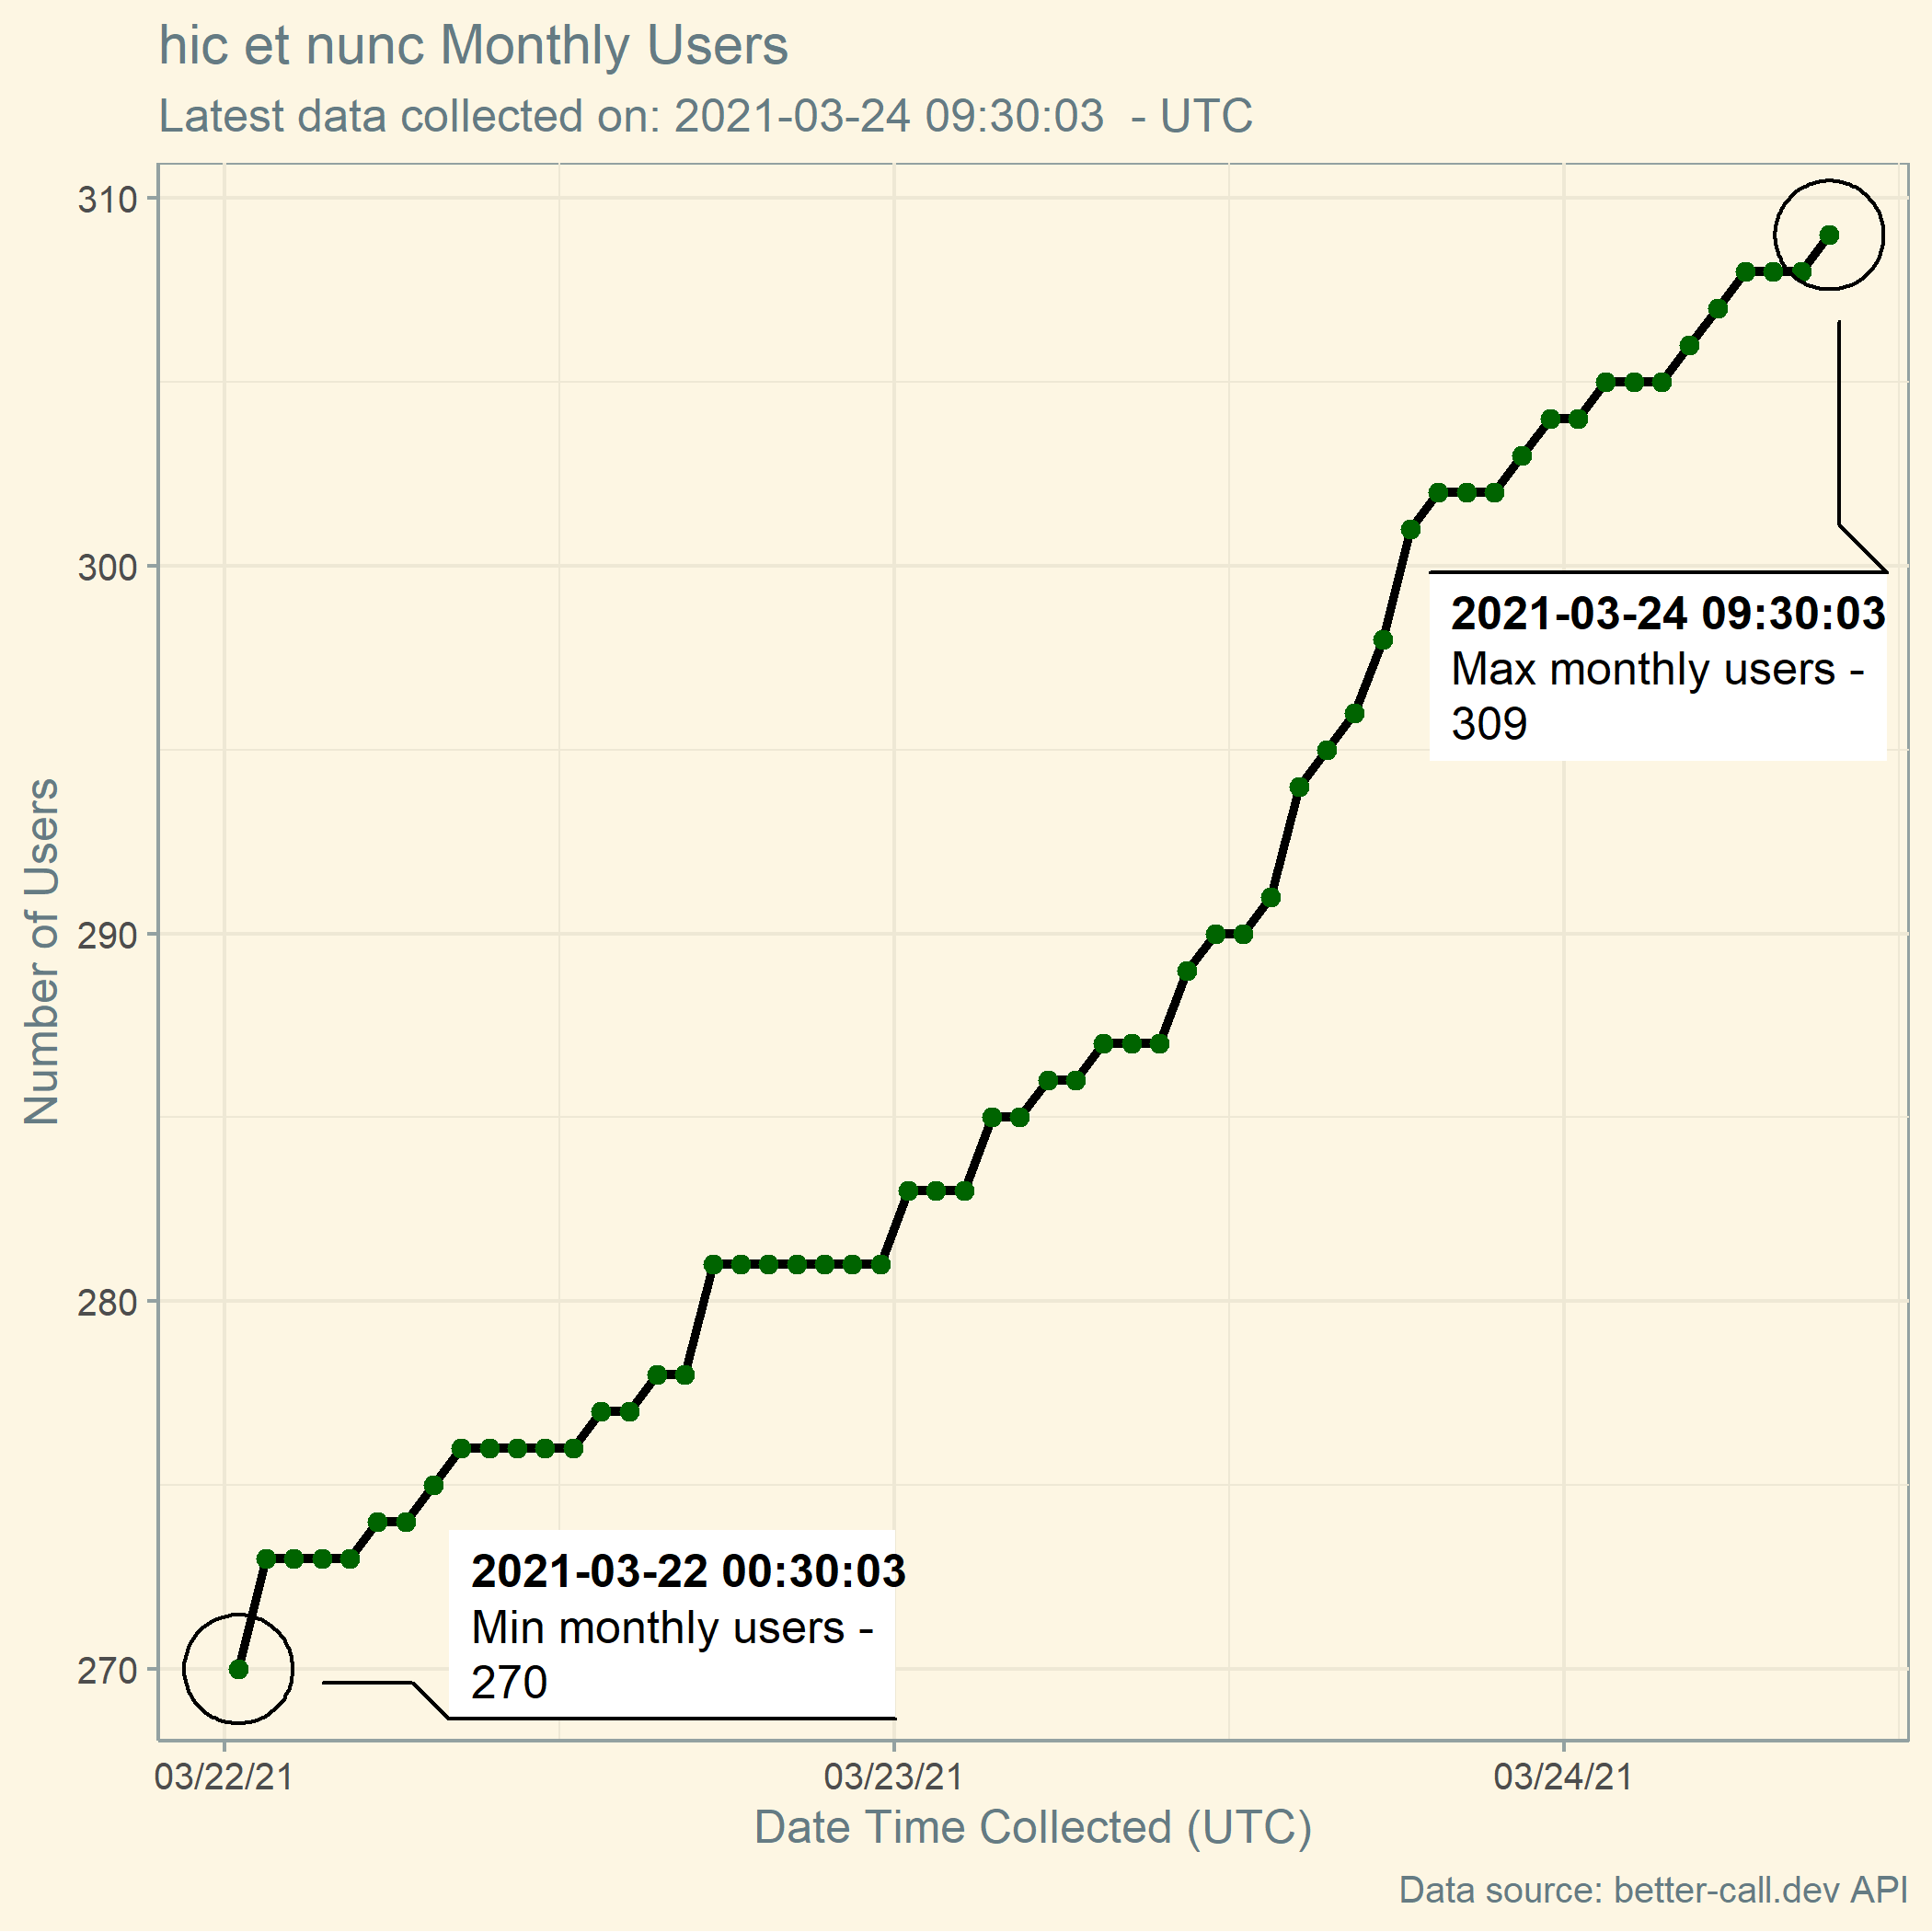 hic et nunc Monthly Users
Latest data collected on: 2021-03-24 09:30:03  - UTC
310
300
290
280
270
Number of Users
2021-03-24 09:30:03
Max monthly users -
309
2021-03-22 00:30:03
Min monthly users -
270
03/22/21
03/23/21
03/24/21
Date Time Collected (UTC)
Data source: better-call.dev API